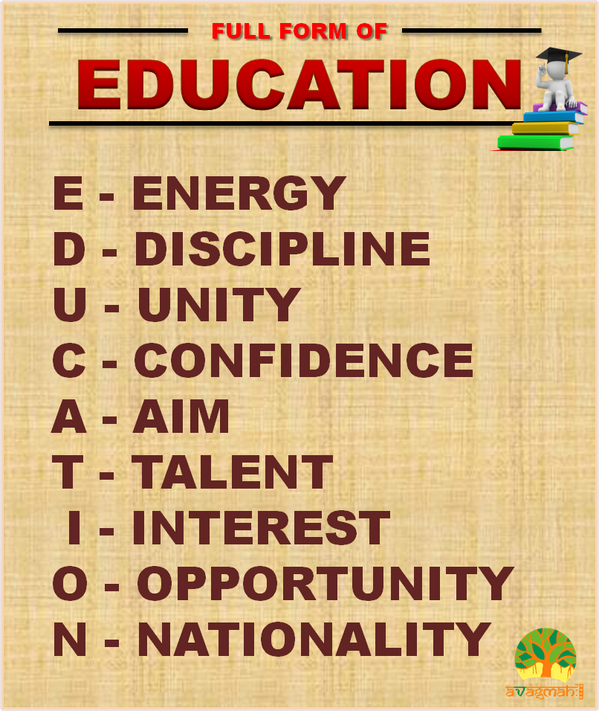 FULL FORM OF
EDUCATION
E - ENERGY
D - DISCIPLINE
U - UNITY
C - CONFIDENCE
A - AIM
T - TALENT
I - INTEREST
O - OPPORTUNITY
N - NATIONALITY
avagmah